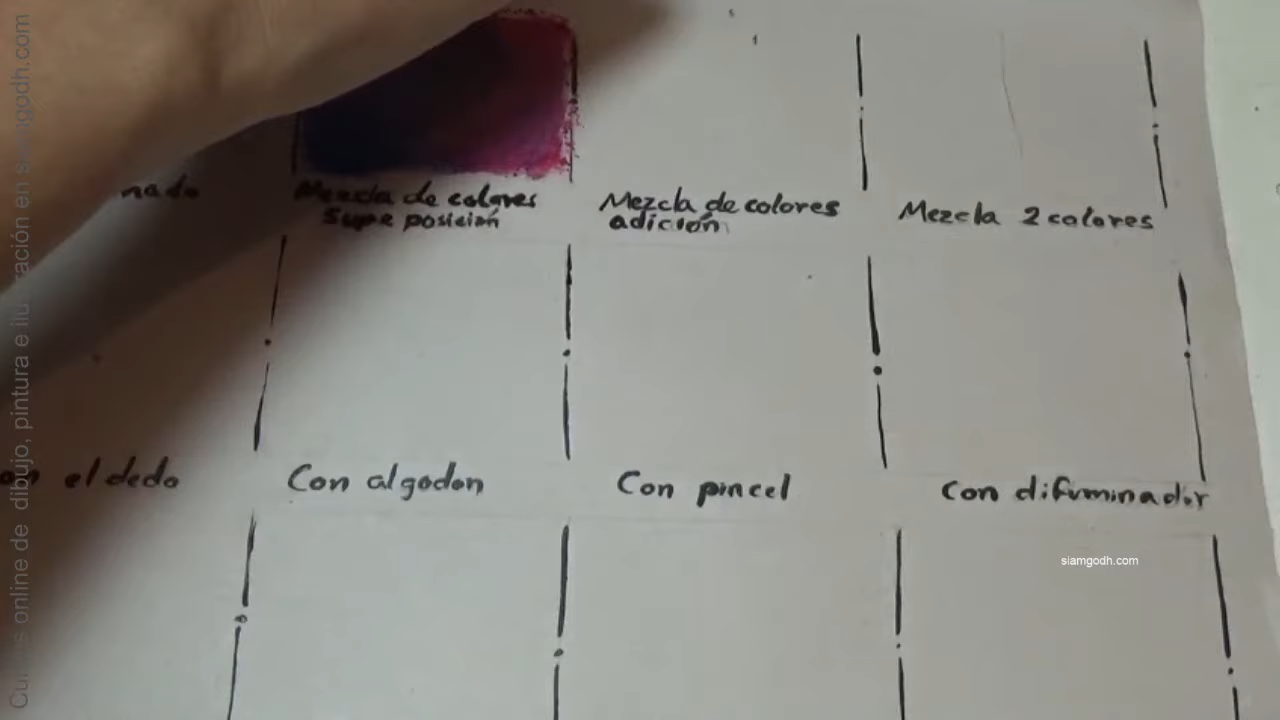 Mezcla de colores
Superposición
Mezcla de colores
adición
Mezcla 2 colores
el dedo
Con algodon
Con pincel
Con difuminador
siamgodh.com
Cursos online de dibujo, pintura e ilustración en siamgodh.com